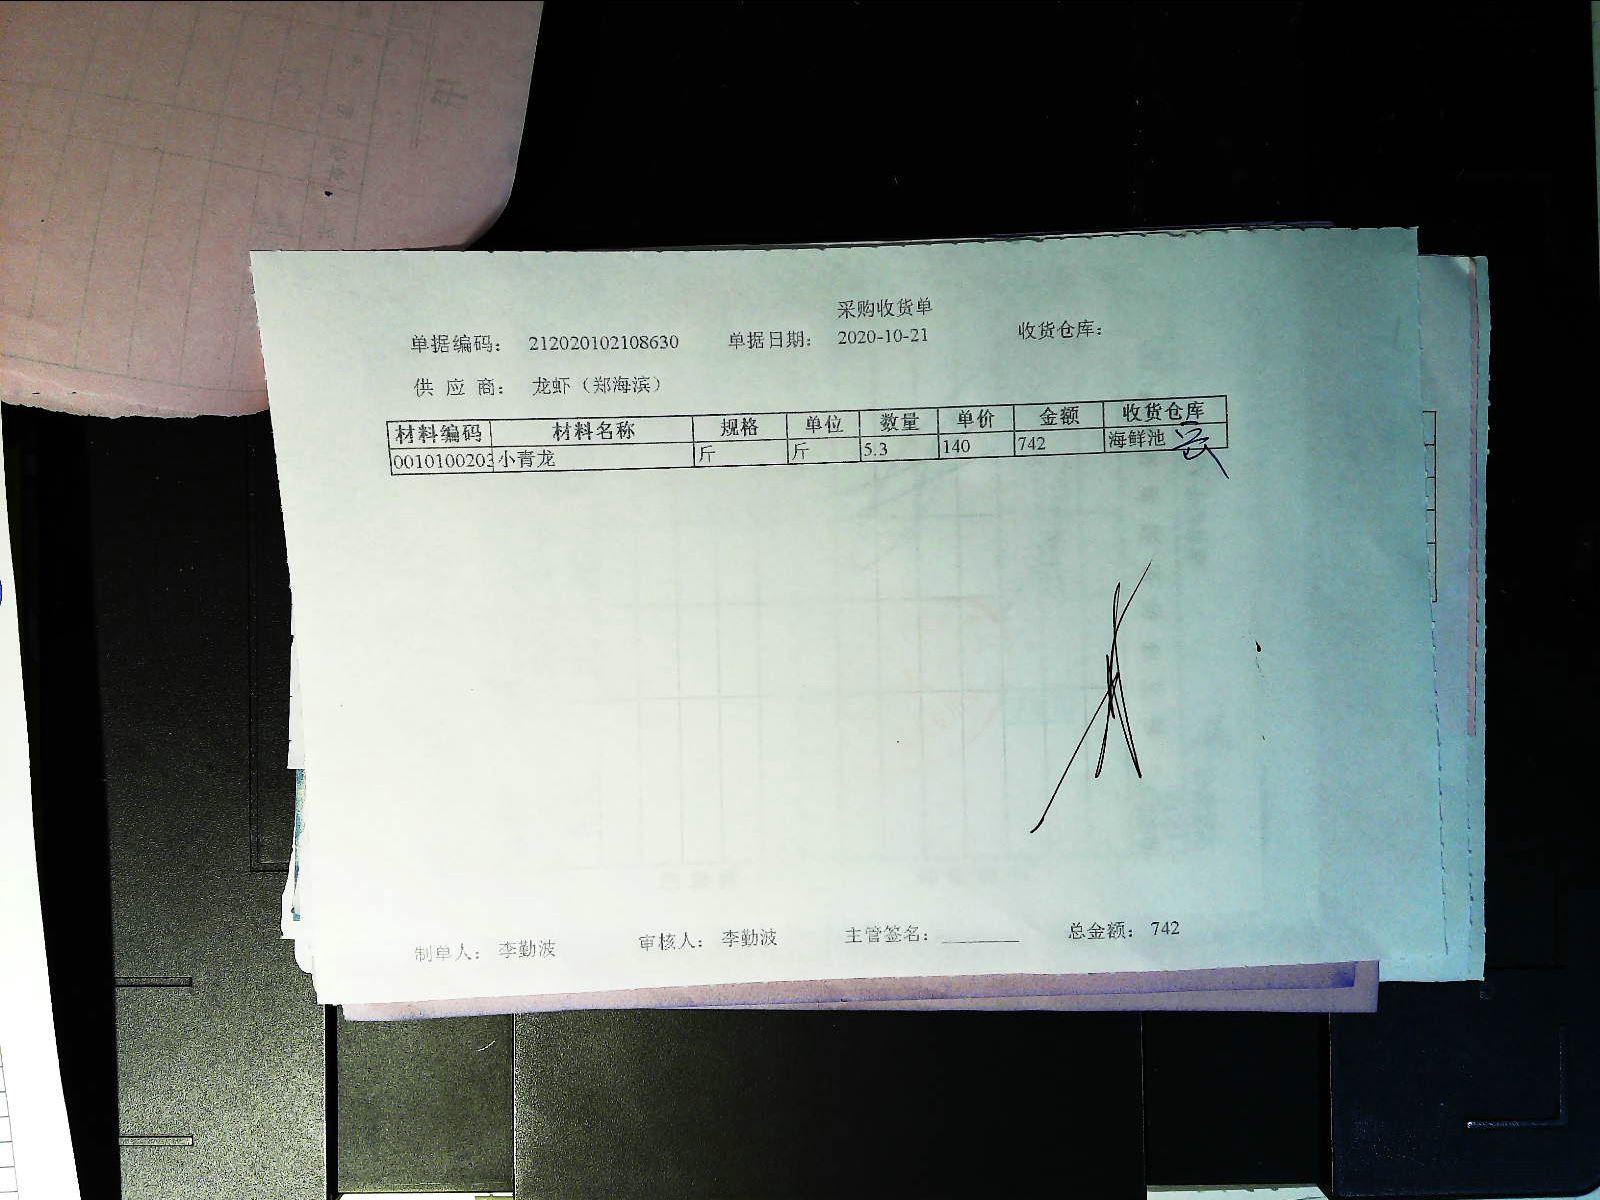 采购收货单
单据编码： 212020102108630 单据日期： 2020-10-21 收货仓库：
供 应 商： 龙虾（郑海滨）
材料编码 材料名称 规格 单位 数量 单价 金额 收货仓库
0010100203 小青龙 斤 斤 5.3 140 742 海鲜池
制单人： 李勤波 审核人： 李勤波 主管签名：________ 总金额： 742